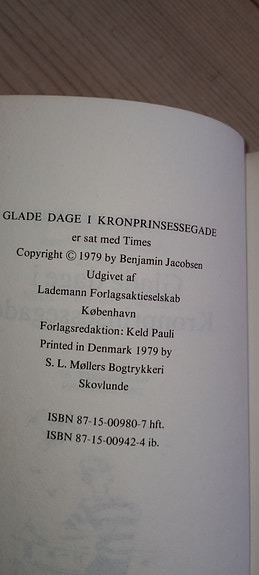 GLADE DAGE I KRONPRINSESSEGADE
er sat med Times
Copyright © 1979 by Benjamin Jacobsen
Udgivet af
Lademann Forlagsaktieselskab
København
Forlagsredaktion: Keld Pauli
Printed in Denmark 1979 by
S. L. Møllers Bogtrykkeri
Skovlunde
ISBN 87-15-00980-7 hft.
ISBN 87-15-00942-4 ib.